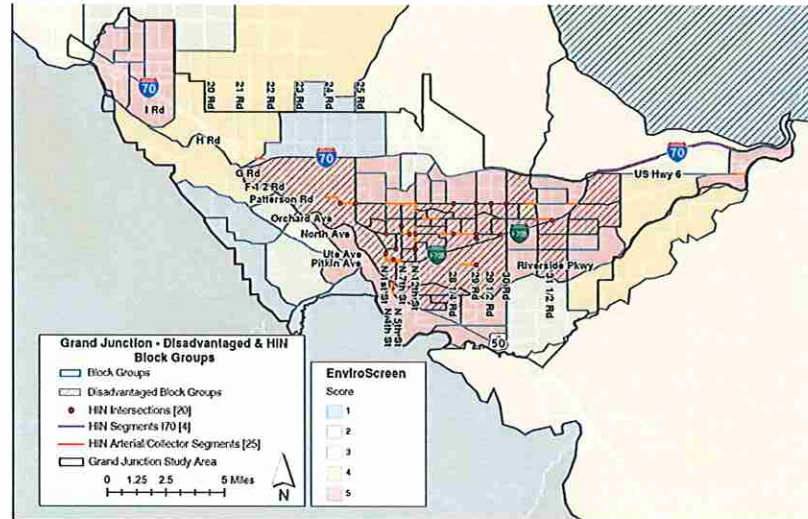 70
I Rd
20 Rd
21 Rd
22 Rd
23 Rd
24 Rd
25 Rd
H Rd
70
70
G Rd
US Hwy 6
F 1/2 Rd
Patterson Rd
Orchard Ave
North Ave
Ute Ave
Pitkin Ave
Riverside Pkwy
N 1st St
N 4th St
N 5th St
N 7th St
N 12th St
28 1/4 Rd
29 Rd
29 1/2 Rd
30 Rd
31 1/2 Rd
50
Grand Junction - Disadvantaged & HIN
Block Groups
Block Groups
Disadvantaged Block Groups
HIN Intersections [20]
HIN Segments I70 [4]
HIN Arterial/Collector Segments [25]
Grand Junction Study Area
0 1.25 2.5 5 Miles
N
EnviroScreen
Score
1
2
3
4
5